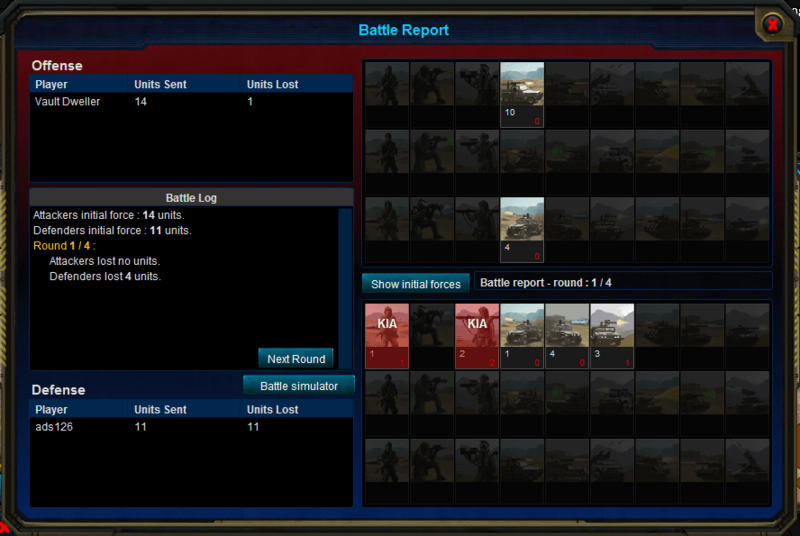 Battle Report
Offense
Player Units Sent Units Lost
Vault Dweller 14 1
Battle Log
Attackers initial force : 14 units.
Defenders initial force : 11 units.
Round 1 / 4 :
Attackers lost no units.
Defenders lost 4 units.
Next Round
Battle simulator
Defense
Player Units Sent Units Lost
ads126 11 11
10
0
4
0
Show initial forces
Battle report - round : 1 / 4
KIA KIA
1 2 1 4 3
1 2 0 0 1